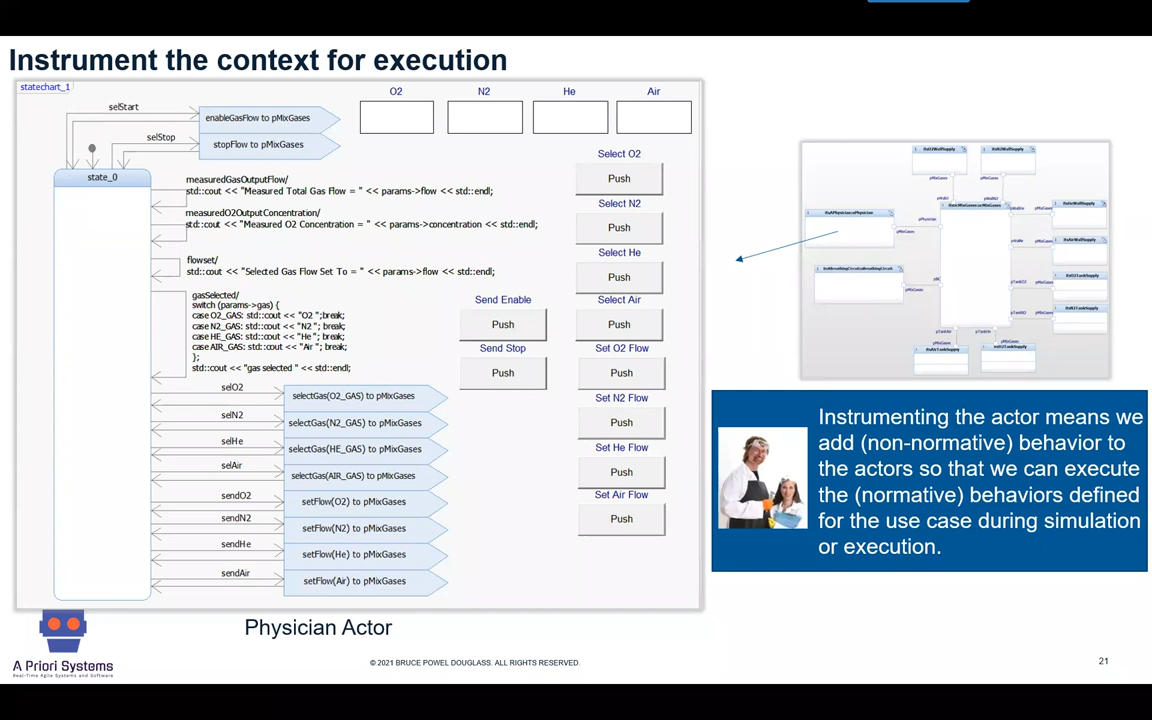 Instrument the context for execution
statechart_1
selStart
enableGasFlow to pMixGases
selStop
stopFlow to pMixGases
state_0
measuredGasOutputFlow/
std::cout << "Measured Total Gas Flow = " << params->flow << std::endl;
measuredO2OutputConcentration/
std::cout << "Measured O2 Concentration = " << params->concentration << std::endl;
flowset/
std::cout << "Selected Gas Flow Set To = " << params->flow << std::endl;
gasSelected/
switch (params->gas) {
case O2_GAS: std::cout << "O2 ";break;
case N2_GAS: std::cout << "N2 "; break;
case HE_GAS: std::cout << "He "; break;
case AIR_GAS: std::cout << "Air "; break;
};
std::cout << "gas selected " << std::endl;
selO2
selectGas(O2_GAS) to pMixGases
selN2
selectGas(N2_GAS) to pMixGases
selHe
selectGas(HE_GAS) to pMixGases
selAir
selectGas(AIR_GAS) to pMixGases
sendO2
setFlow(O2) to pMixGases
sendN2
setFlow(N2) to pMixGases
sendHe
setFlow(He) to pMixGases
sendAir
setFlow(Air) to pMixGases
O2 N2 He Air
Select O2
Push
Select N2
Push
Select He
Push
Send Enable
Push
Send Stop
Push
Select Air
Push
Set O2 Flow
Push
Set N2 Flow
Push
Set He Flow
Push
Set Air Flow
Push
Physician Actor
Instrumenting the actor means we
add (non-normative) behavior to
the actors so that we can execute
the (normative) behaviors defined
for the use case during simulation
or execution.
A Priori Systems
Real-Time Agile Systems and Software
© 2021 BRUCE POWEL DOUGLASS. ALL RIGHTS RESERVED.
21